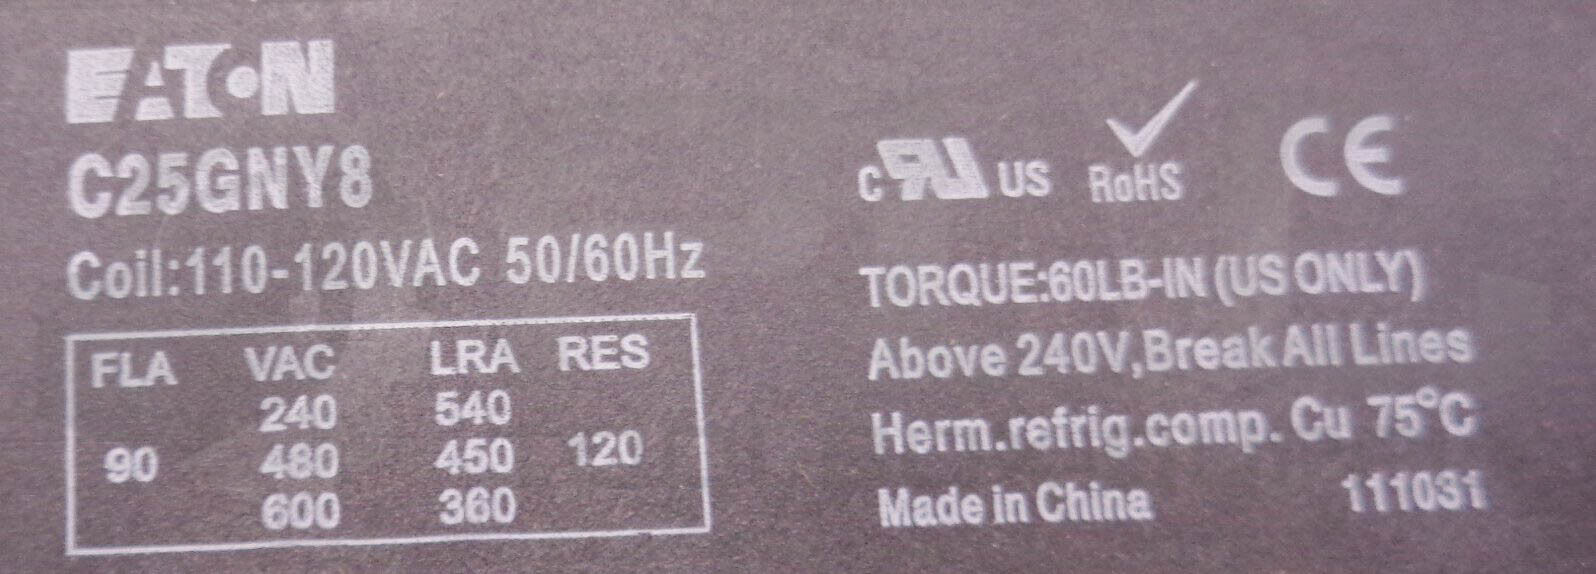 EATON
C25GNY8
Coil:110-120VAC 50/60Hz
FLA VAC LRA RES
240 540
90 480 450 120
600 360
c RU US RoHS CE
TORQUE:60LB-IN (US ONLY)
Above 240V,Break All Lines
Herm.refrig.comp. Cu 75°C
Made in China 111031